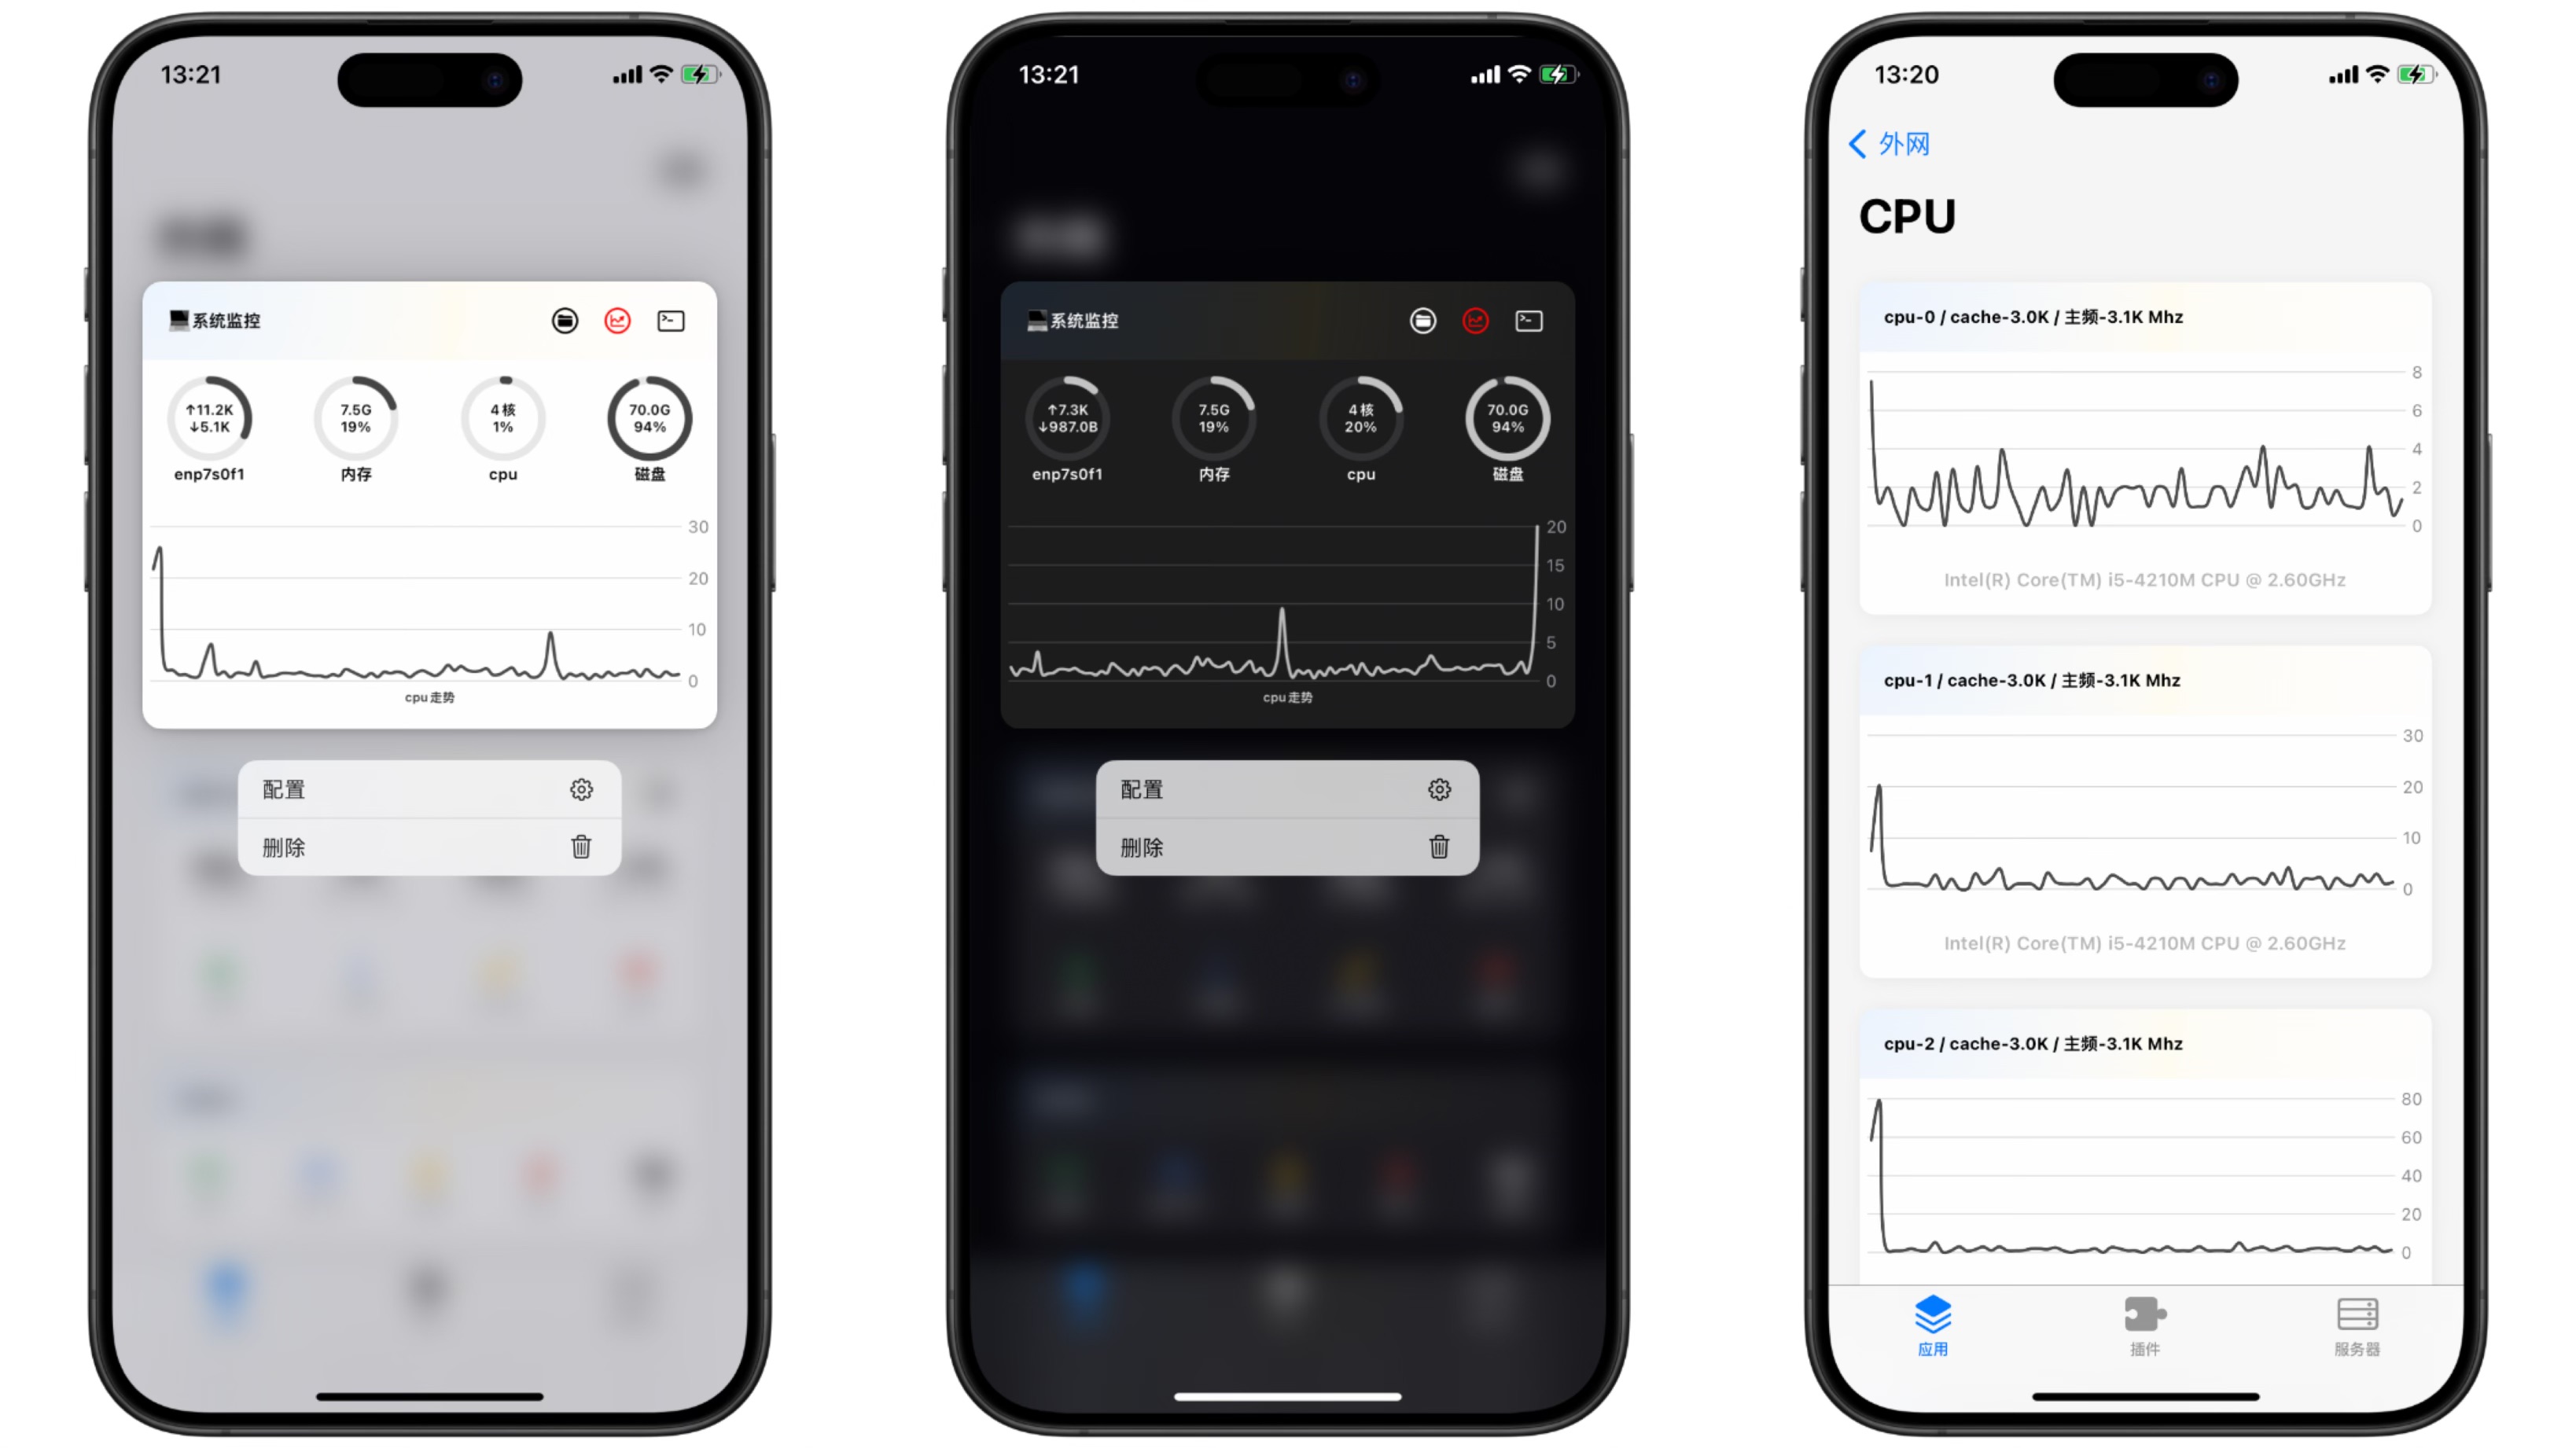 13:21
系统监控
↑11.2K
↓5.1K
enp7s0f1
7.5G
19%
内存
4 核
1%
cpu
70.0G
94%
磁盘
30
20
10
0
cpu 走势
配置
删除
13:21
系统监控
↑7.3K
↓987.0B
enp7s0f1
7.5G
19%
内存
4 核
20%
cpu
70.0G
94%
磁盘
20
15
10
5
0
cpu 走势
配置
删除
13:20
外网
CPU
cpu-0 / cache-3.0K / 主频-3.1K Mhz
8
6
4
2
0
Intel(R) Core(TM) i5-4210M CPU @ 2.60GHz
cpu-1 / cache-3.0K / 主频-3.1K Mhz
30
20
10
0
Intel(R) Core(TM) i5-4210M CPU @ 2.60GHz
cpu-2 / cache-3.0K / 主频-3.1K Mhz
80
60
40
20
0
应用
插件
服务器